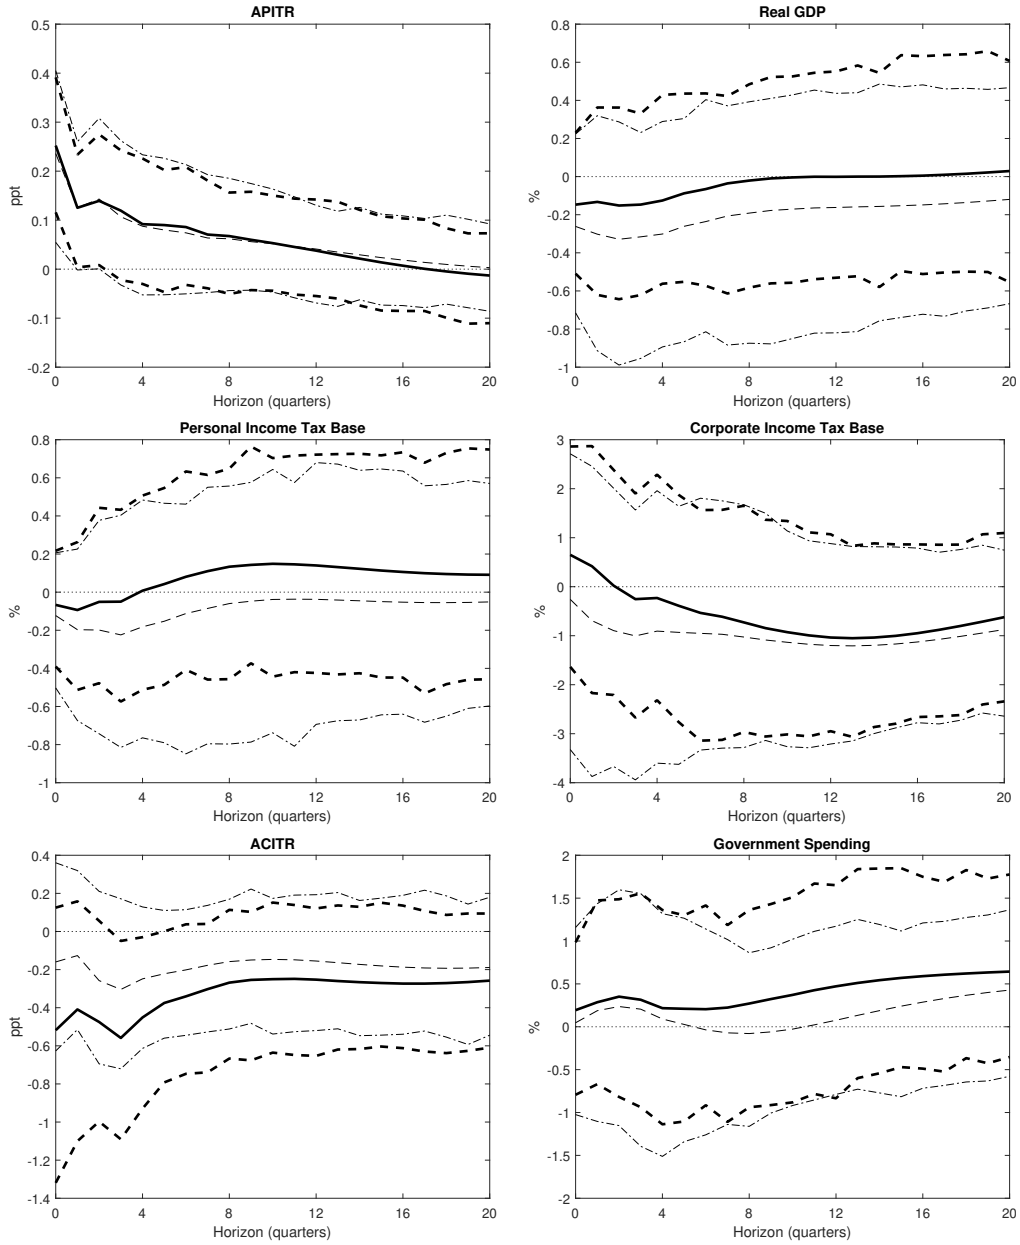 APITR
0.5
0.4
0.3
0.2
0.1
0
-0.1
-0.2
ppt
0 4 8 12 16 20
Horizon (quarters)
Real GDP
0.8
0.6
0.4
0.2
0
-0.2
-0.4
-0.6
-0.8
-1
%
0 4 8 12 16 20
Horizon (quarters)
Personal Income Tax Base
0.8
0.6
0.4
0.2
0
-0.2
-0.4
-0.6
-0.8
-1
%
0 4 8 12 16 20
Horizon (quarters)
Corporate Income Tax Base
3
2
1
0
-1
-2
-3
-4
%
0 4 8 12 16 20
Horizon (quarters)
ACITR
0.4
0.2
0
-0.2
-0.4
-0.6
-0.8
-1
-1.2
-1.4
ppt
0 4 8 12 16 20
Horizon (quarters)
Government Spending
2
1.5
1
0.5
0
-0.5
-1
-1.5
-2
%
0 4 8 12 16 20
Horizon (quarters)